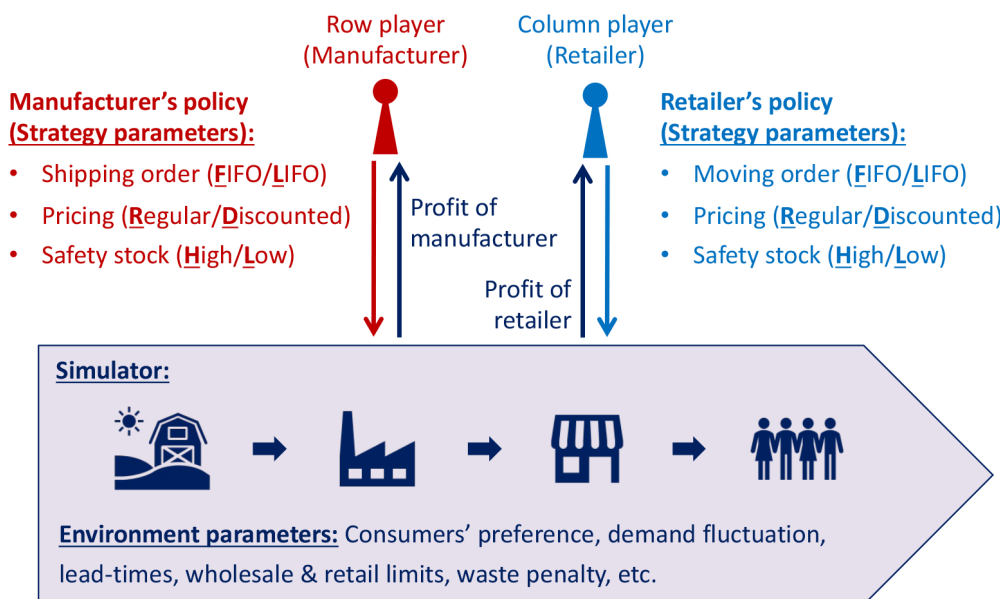 Row player
(Manufacturer)
Column player
(Retailer)
Manufacturer's policy
(Strategy parameters):
• Shipping order (FIFO/LIFO)
• Pricing (Regular/Discounted)
• Safety stock (High/Low)
Profit of
manufacturer
Profit of
retailer
Retailer's policy
(Strategy parameters):
• Moving order (FIFO/LIFO)
• Pricing (Regular/Discounted)
• Safety stock (High/Low)
Simulator:
Environment parameters: Consumers' preference, demand fluctuation,
lead-times, wholesale & retail limits, waste penalty, etc.